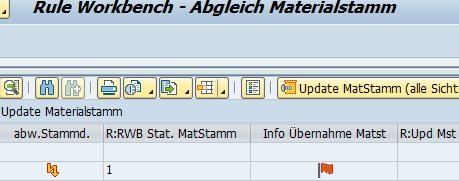 Rule Workbench - Abgleich Materialstamm
Update MatStamm (alle Sicht
Update Materialstamm
abw.Stammd. R:RWB Stat. MatStamm Info Übernahme Matst R:Upd Mst
1